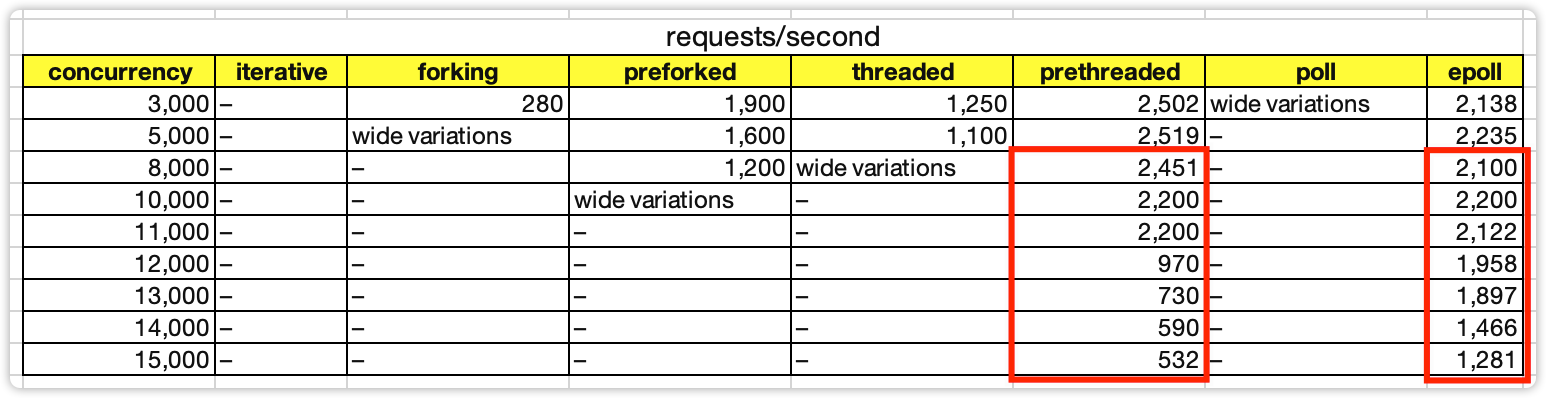 requests/second
concurrency iterative forking preforked threaded prethreaded poll epoll
3,000 – 280 1,900 1,250 2,502 wide variations 2,138
5,000 – wide variations 1,600 1,100 2,519 – 2,235
8,000 – – 1,200 wide variations 2,451 – 2,100
10,000 – – wide variations – 2,200 – 2,200
11,000 – – – – 2,200 – 2,122
12,000 – – – – 970 – 1,958
13,000 – – – – 730 – 1,897
14,000 – – – – 590 – 1,466
15,000 – – – – 532 – 1,281